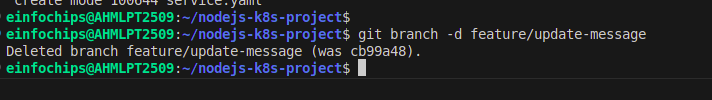 create mode 100644 service.yaml
einfochips@AHMLPT2509:~/nodejs-k8s-project$
einfochips@AHMLPT2509:~/nodejs-k8s-project$ git branch -d feature/update-message
Deleted branch feature/update-message (was cb99a48).
einfochips@AHMLPT2509:~/nodejs-k8s-project$